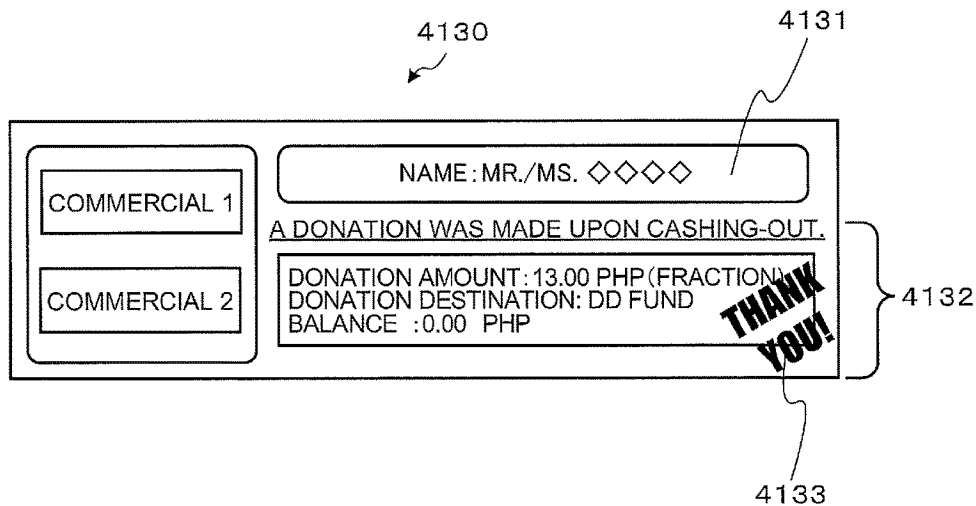 4130
4131
COMMERCIAL 1
COMMERCIAL 2
NAME : MR./MS. ◇◇◇◇
A DONATION WAS MADE UPON CASHING-OUT.
DONATION AMOUNT : 13.00 PHP (FRACTION)
DONATION DESTINATION: DD FUND
BALANCE : 0.00 PHP
THANK
YOU!
4132
4133